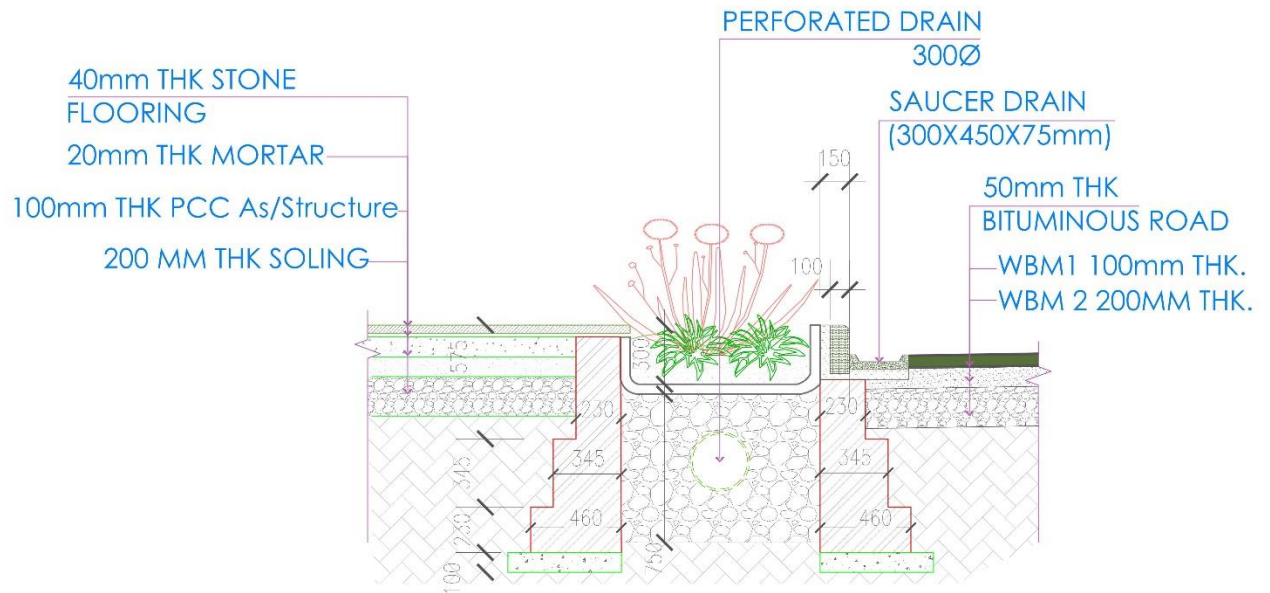 PERFORATED DRAIN
300Ø
40mm THK STONE
FLOORING
20mm THK MORTAR
100mm THK PCC As/Structure
200 MM THK SOLING
SAUCER DRAIN
(300X450X75mm)
150
50mm THK
BITUMINOUS ROAD
WBM1 100mm THK.
WBM 2 200MM THK.
100
575
300
230
230
345
345
345
460
460
230
750
100